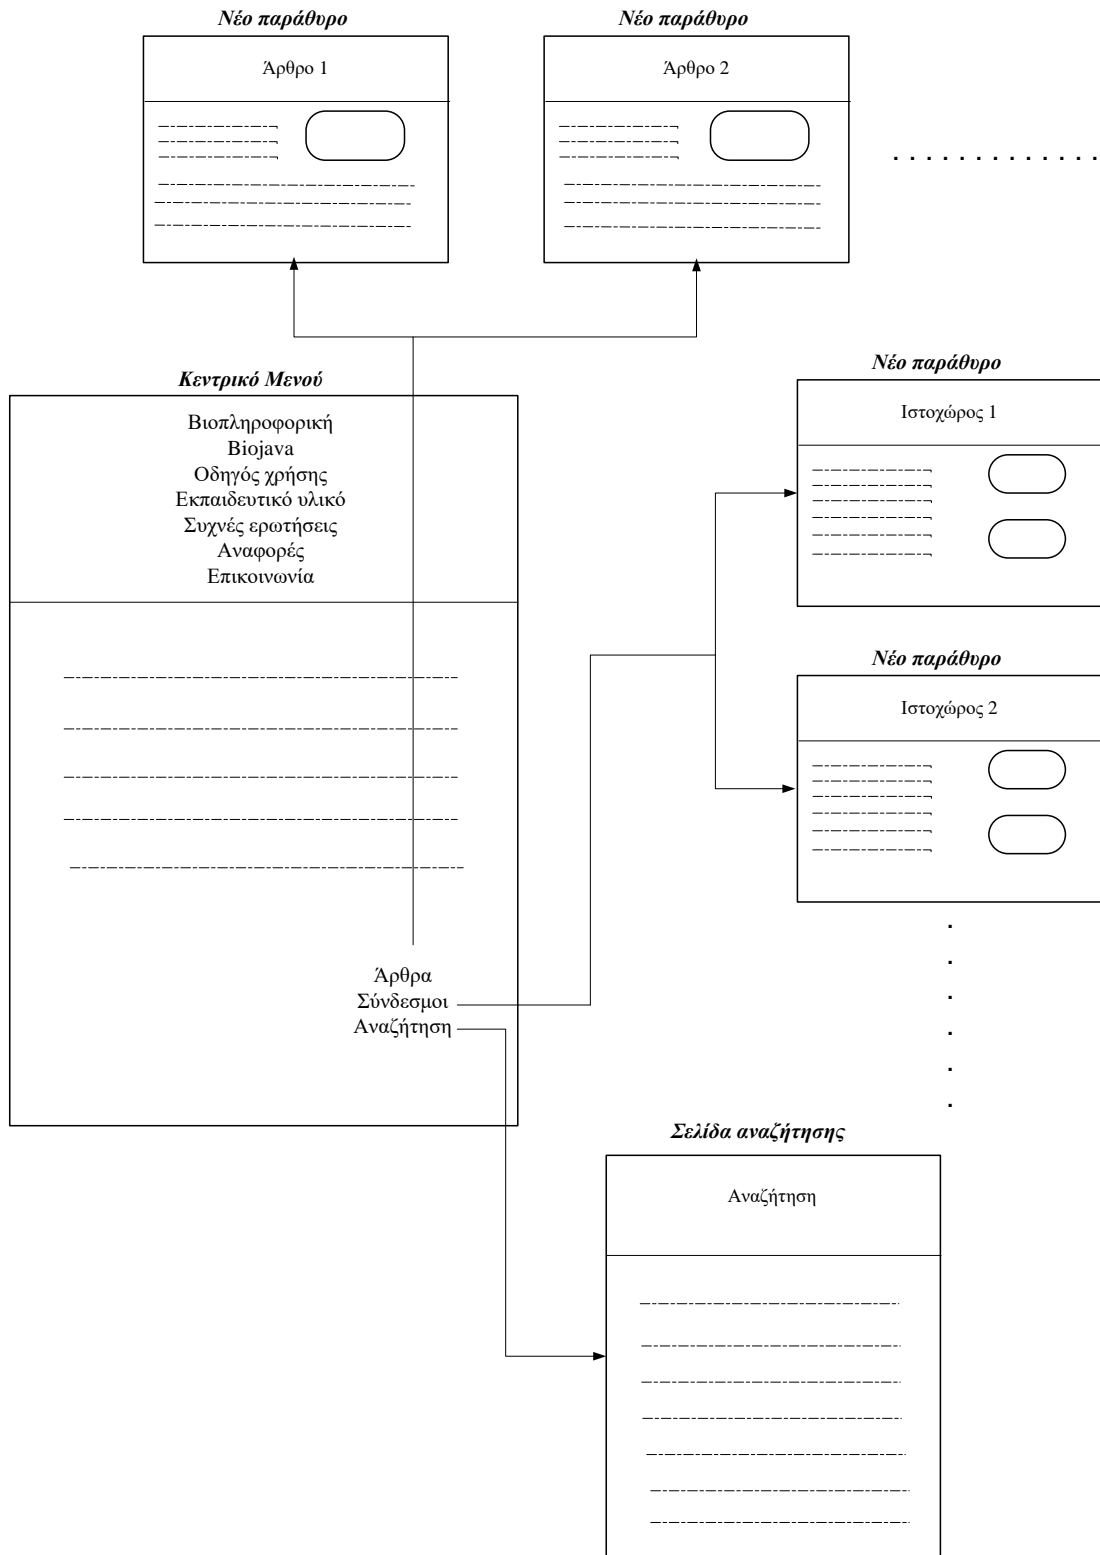 Νέο παράθυρο
Νέο παράθυρο
Άρθρο 1
Άρθρο 2
Νέο παράθυρο
Κεντρικό Μενού
Ιστοχώρος 1
Βιοπληροφορική
Biojava
Οδηγός χρήσης
Εκπαιδευτικό υλικό
Συχνές ερωτήσεις
Αναφορές
Επικοινωνία
Νέο παράθυρο
Ιστοχώρος 2
Άρθρα
Σύνδεσμοι
Αναζήτηση
Σελίδα αναζήτησης
Αναζήτηση